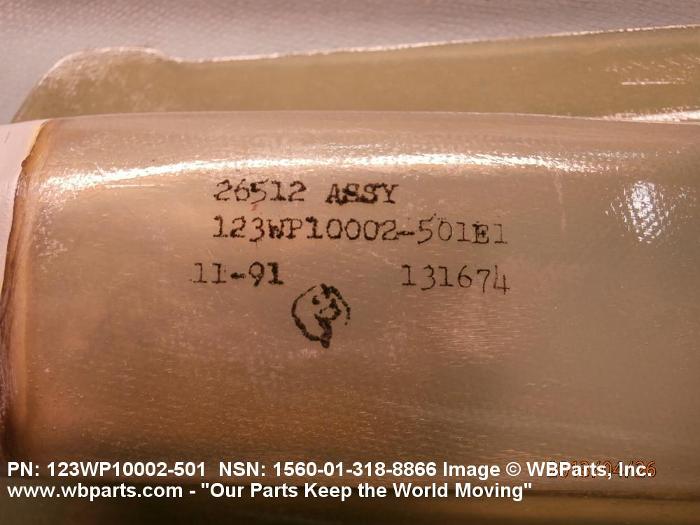 26512 ASSY
123WP10002-501E1
11-91 131674
PN: 123WP10002-501 NSN: 1560-01-318-8866 Image © WBParts, Inc.
www.wbparts.com - "Our Parts Keep the World Moving"